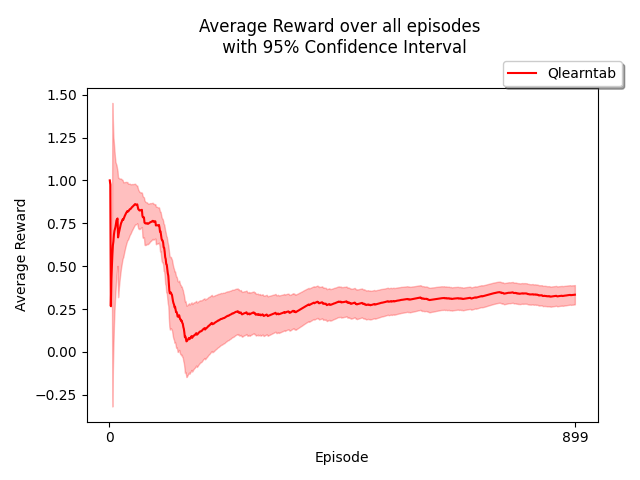 Average Reward over all episodes
with 95% Confidence Interval
Qlearntab
1.50
1.25
1.00
0.75
0.50
0.25
0.00
−0.25
Average Reward
0
899
Episode